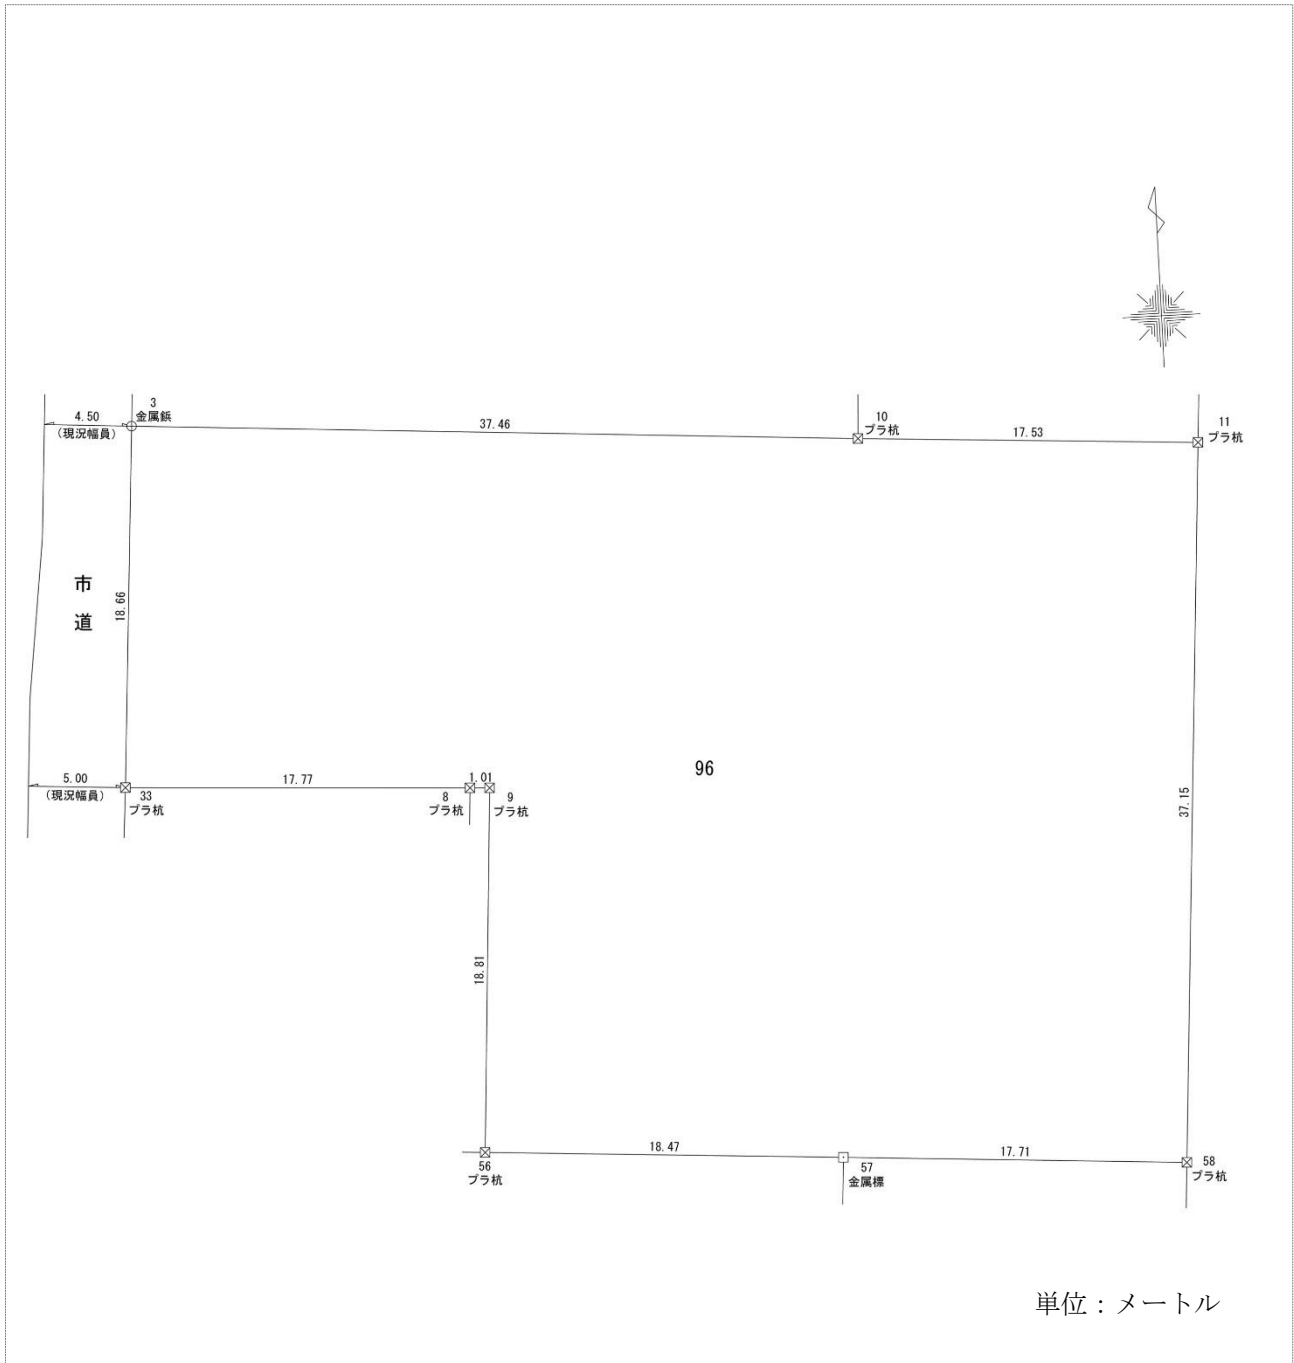 3
金属鋲
4.50
(現況幅員)
37.46
10
プラ杭
17.53
11
プラ杭
市
道
18.66
96
5.00
(現況幅員)
33
プラ杭
17.77
8
プラ杭
1.01
9
プラ杭
37.15
18.81
56
プラ杭
18.47
57
金属標
17.71
58
プラ杭
単位：メートル